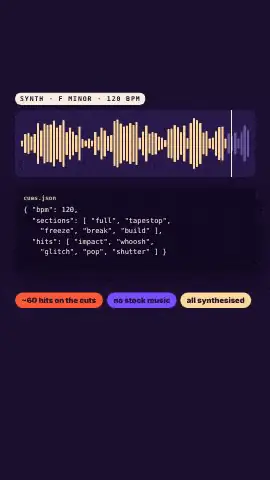 SYNTH · F MINOR · 120 BPM
cues.json
{ "bpm": 120,
"sections": [ "full", "tapestop",
"freeze", "break", "build" ],
"hits": [ "impact", "whoosh",
"glitch", "pop", "shutter" ] }
~60 hits on the cuts
no stock music
all synthesised